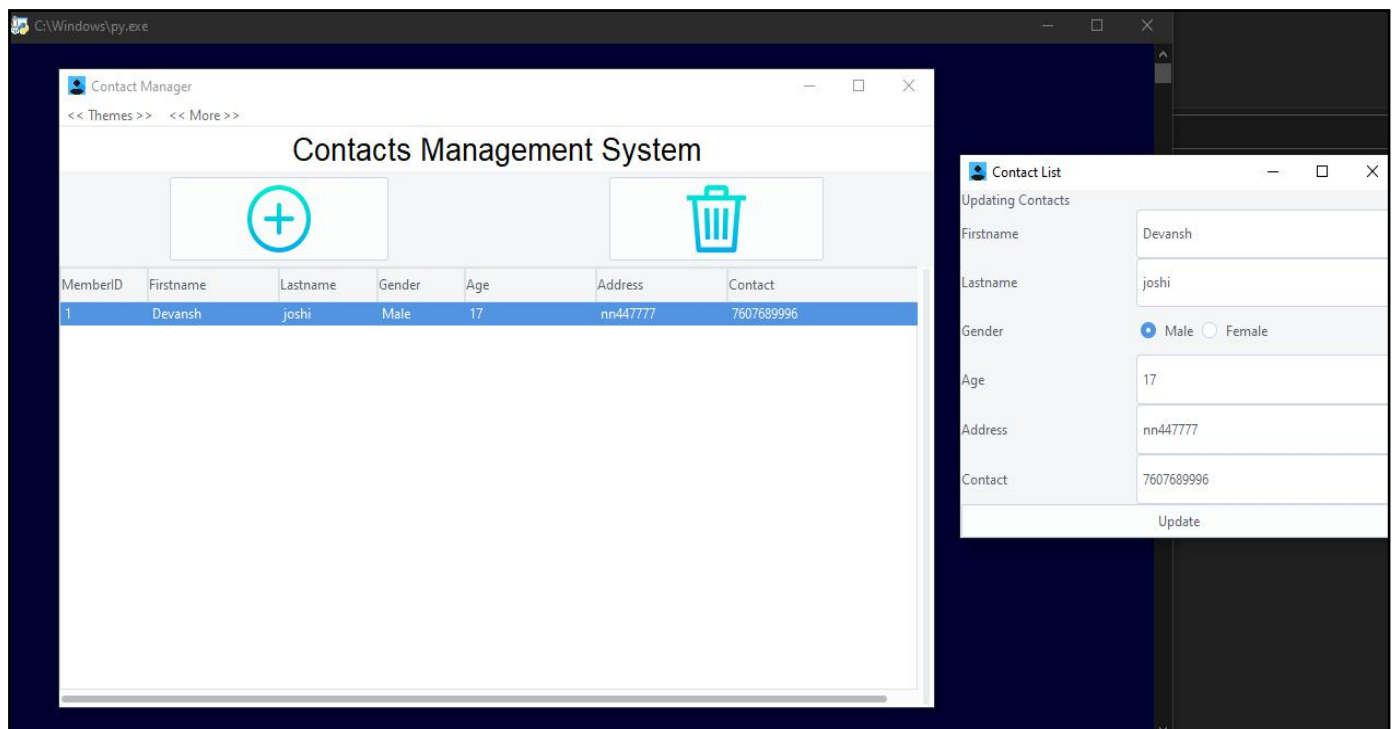 C:\Windows\py.exe
Contact Manager
<< Themes >> << More >>
Contacts Management System
MemberID Firstname Lastname Gender Age Address Contact
1 Devansh joshi Male 17 nn447777 7607689996
Contact List
Updating Contacts
Firstname Devansh
Lastname joshi
Gender Male Female
Age 17
Address nn447777
Contact 7607689996
Update